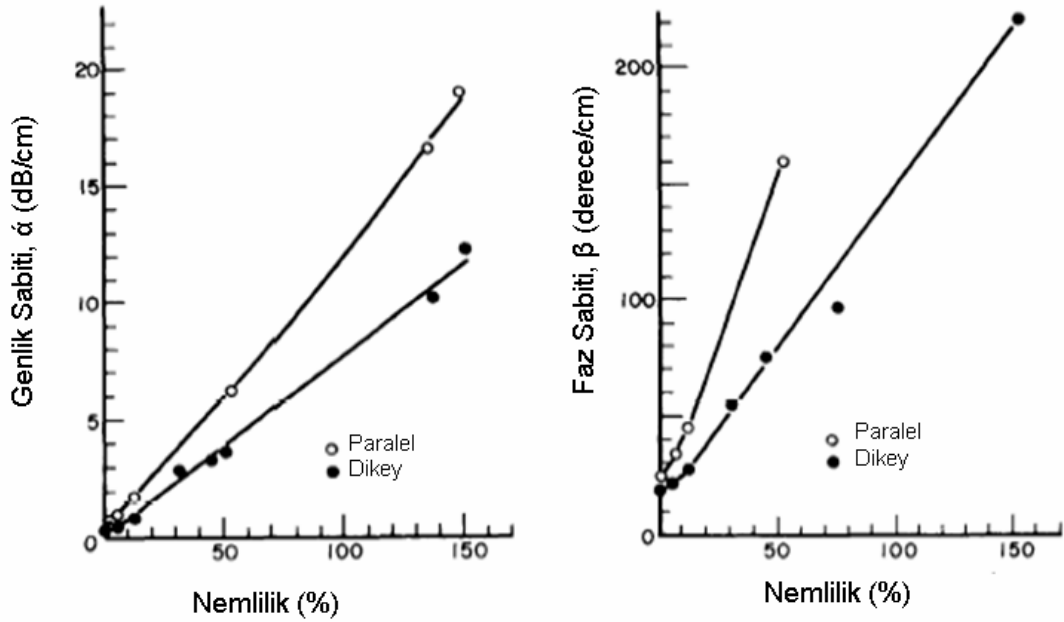 Genlik Sabiti, ά (dB/cm)
20
15
10
5
0
50
100
150
Paralel
Dikey
Nemlilik (%)
Faz Sabiti, β (derece/cm)
200
100
0
50
100
150
Paralel
Dikey
Nemlilik (%)